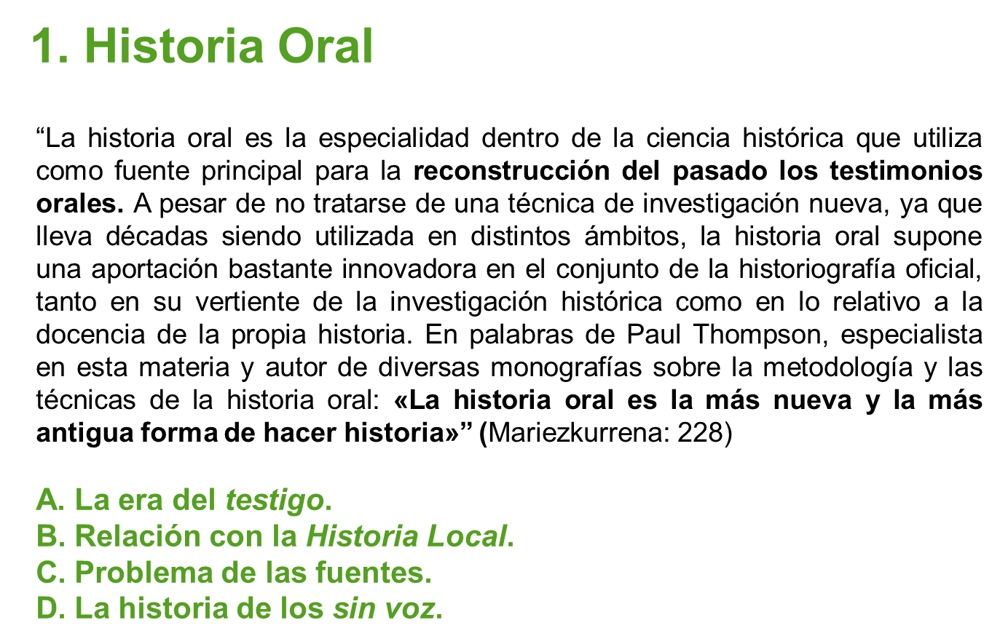 1. Historia Oral
“La historia oral es la especialidad dentro de la ciencia histórica que utiliza
como fuente principal para la reconstrucción del pasado los testimonios
orales. A pesar de no tratarse de una técnica de investigación nueva, ya que
lleva décadas siendo utilizada en distintos ámbitos, la historia oral supone
una aportación bastante innovadora en el conjunto de la historiografía oficial,
tanto en su vertiente de la investigación histórica como en lo relativo a la
docencia de la propia historia. En palabras de Paul Thompson, especialista
en esta materia y autor de diversas monografías sobre la metodología y las
técnicas de la historia oral: «La historia oral es la más nueva y la más
antigua forma de hacer historia»” (Mariezkurrena: 228)
A. La era del testigo.
B. Relación con la Historia Local.
C. Problema de las fuentes.
D. La historia de los sin voz.